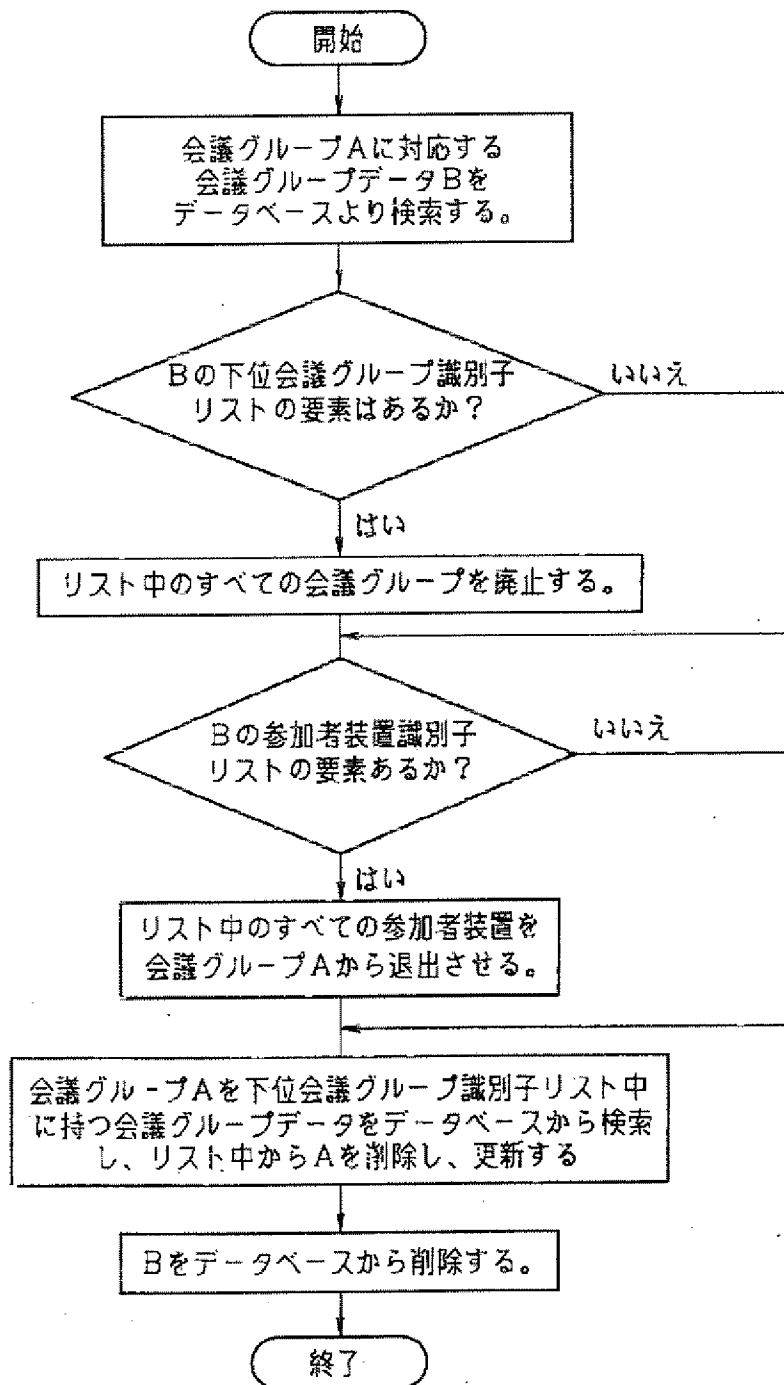 開始
会議グループAに対応する
会議グループデータBを
データベースより検索する。
Bの下位会議グループ識別子
リストの要素はあるか?
いいえ
はい
リスト中のすべての会議グループを廃止する。
Bの参加者装置識別子
リストの要素あるか?
いいえ
はい
リスト中のすべての参加者装置を
会議グループAから退出させる。
会議グループAを下位会議グループ識別子リスト中
に持つ会議グループデータをデータベースから検索
し、リスト中からAを削除し、更新する
Bをデータベースから削除する。
終了